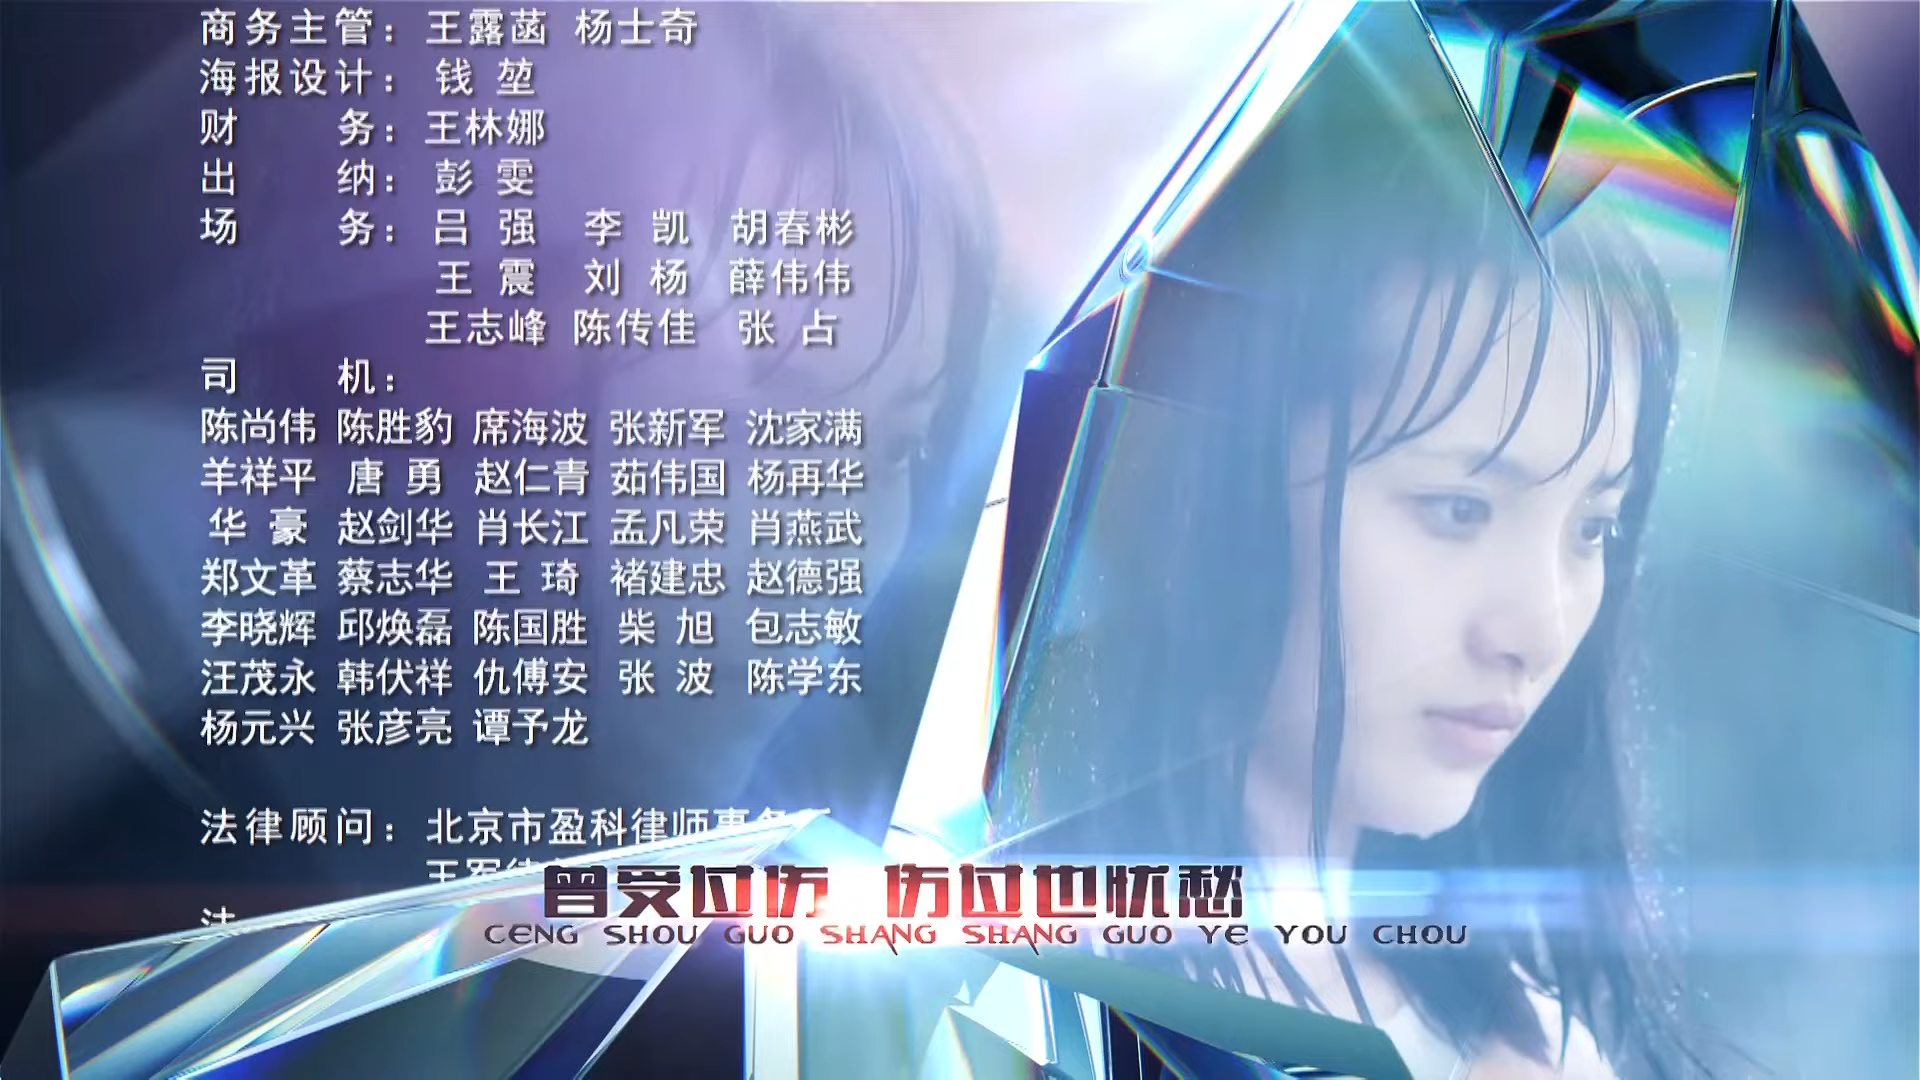 商务主管： 王露菡 杨士奇
海报设计： 钱 堃
财 务： 王林娜
出 纳： 彭 雯
场 务： 吕 强 李 凯 胡春彬
王 震 刘 杨 薛伟伟
王志峰 陈传佳 张 占
司 机：
陈尚伟 陈胜豹 席海波 张新军 沈家满
羊祥平 唐 勇 赵仁青 茹伟国 杨再华
华 豪 赵剑华 肖长江 孟凡荣 肖燕武
郑文革 蔡志华 王 琦 褚建忠 赵德强
李晓辉 邱焕磊 陈国胜 柴 旭 包志敏
汪茂永 韩伏祥 仇傅安 张 波 陈学东
杨元兴 张彦亮 谭予龙
法律顾问： 北京市盈科律师事务
王军律
曾受过伤 伤过也忧愁
CENG SHOU GUO SHANG SHANG GUO YE YOU CHOU